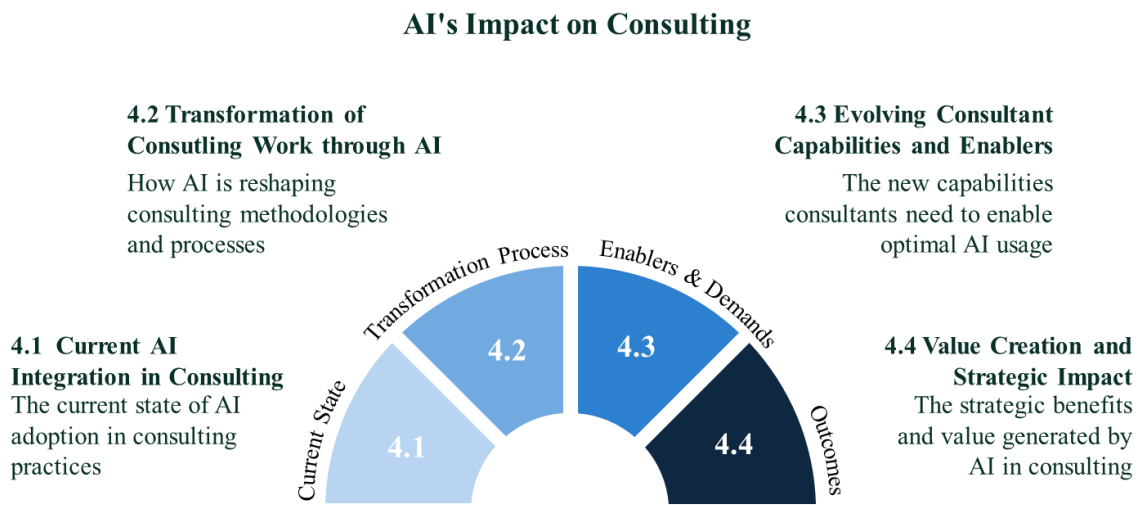 AI's Impact on Consulting
4.2 Transformation of
Consutling Work through AI
How AI is reshaping
consulting methodologies
and processes
4.3 Evolving Consultant
Capabilities and Enablers
The new capabilities
consultants need to enable
optimal AI usage
4.1 Current AI
Integration in Consulting
The current state of AI
adoption in consulting
practices
Current State
4.1
Transformation Process
4.2
Enablers & Demands
4.3
Outcomes
4.4
4.4 Value Creation and
Strategic Impact
The strategic benefits
and value generated by
AI in consulting